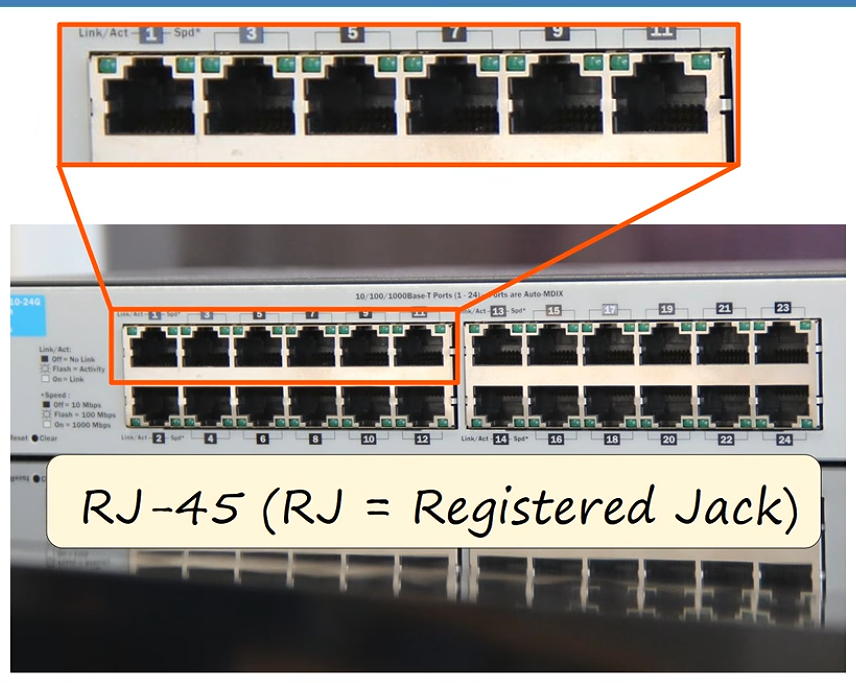 Link/Act 1 Spd* 3 5 7 9 11
10/100/1000Base-T Ports (1 - 24) Ports are Auto-MDIX
10-24G
Link/Act 1 Spd* 3 5 7 9 11 Link/Act 13 Spd* 15 17 19 21 23
Link/Act:
Off = No Link
Flash = Activity
On = Link
*Speed:
Off = 10 Mbps
Flash = 100 Mbps
On = 1000 Mbps
Reset Clear
Link/Act 2 Spd* 4 6 8 10 12 Link/Act 14 Spd* 16 18 20 22 24
RJ-45 (RJ = Registered Jack)